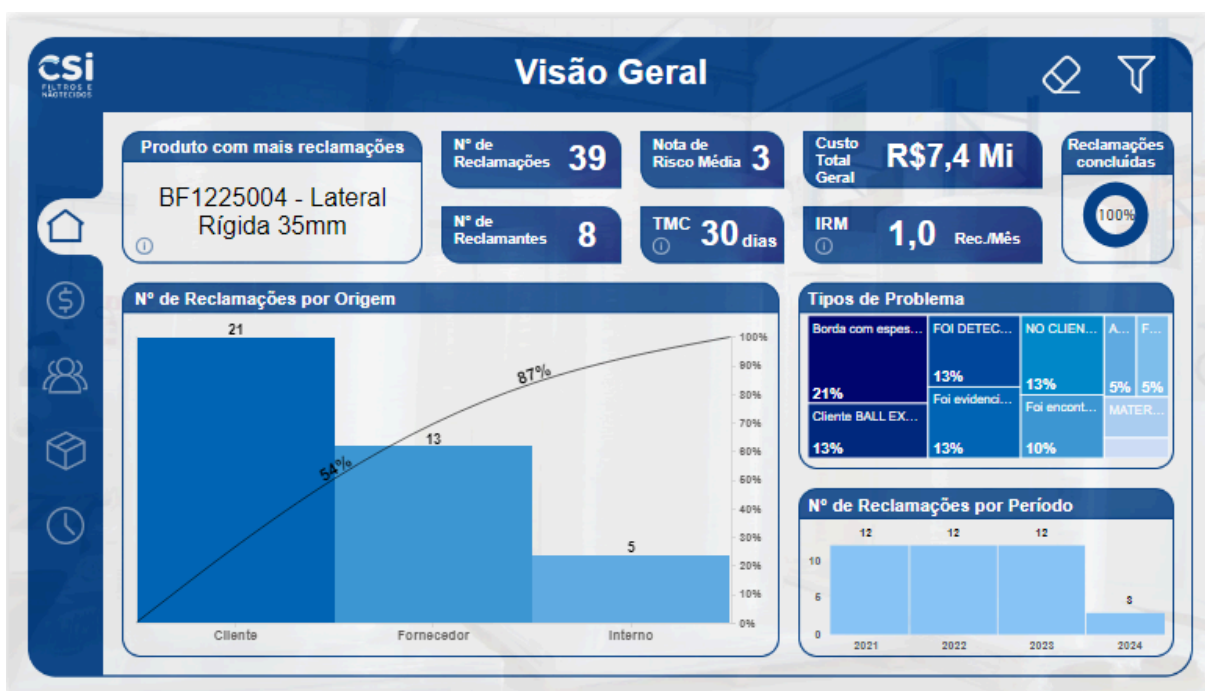 CSi
FILTROS E
NÃOTECIDOS
Visão Geral
Produto com mais reclamações
BF1225004 - Lateral
Rígida 35mm
N° de
Reclamações 39
Nota de
Risco Média 3
Custo
Total
Geral
R$7,4 Mi
Reclamações
concluídas
100%
N° de
Reclamantes 8
TMC 30 dias
IRM 1,0 Rec./Mês
Nº de Reclamações por Origem
21
13
5
54%
87%
100%
90%
80%
70%
60%
50%
40%
30%
20%
10%
0%
Cliente Fornecedor Interno
Tipos de Problema
Borda com espes...
21%
Cliente BALL EX...
13%
FOI DETEC...
13%
Foi evidenci...
13%
NO CLIEN...
13%
Foi encont...
10%
A...
5%
F...
5%
MATER...
Nº de Reclamações por Período
12 12 12 3
10
5
0
2021 2022 2023 2024